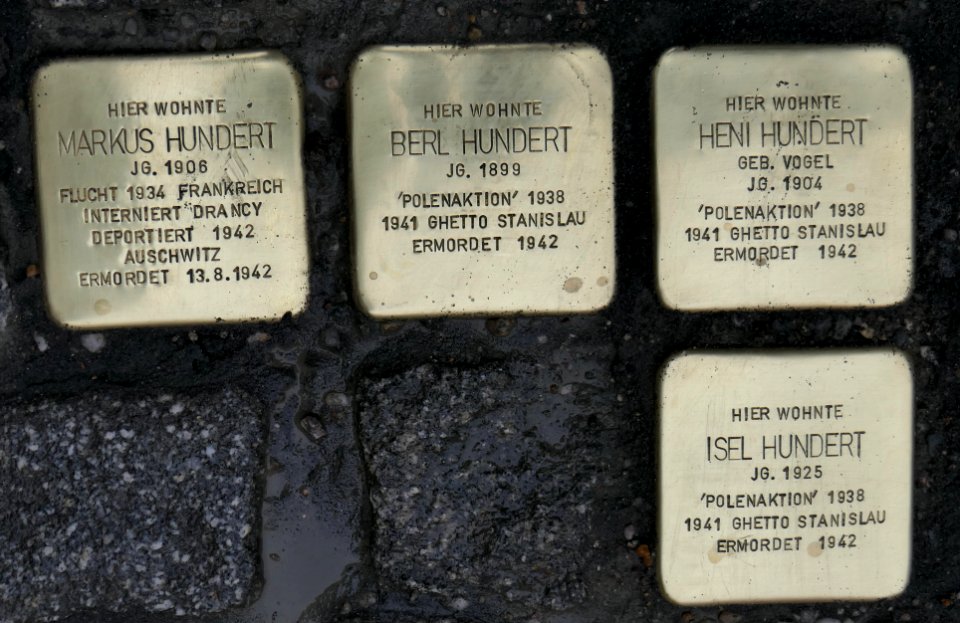 HIER WOHNTE
MARKUS HUNDERT
JG. 1906
FLUCHT 1934 FRANKREICH
INTERNIERT DRANCY
DEPORTIERT 1942
AUSCHWITZ
ERMORDET 13.8.1942
HIER WOHNTE
BERL HUNDERT
JG. 1899
'POLENAKTION' 1938
1941 GHETTO STANISLAU
ERMORDET 1942
HIER WOHNTE
HENI HUNDERT
GEB. VOGEL
JG. 1904
'POLENAKTION' 1938
1941 GHETTO STANISLAU
ERMORDET 1942
HIER WOHNTE
ISEL HUNDERT
JG. 1925
'POLENAKTION' 1938
1941 GHETTO STANISLAU
ERMORDET 1942